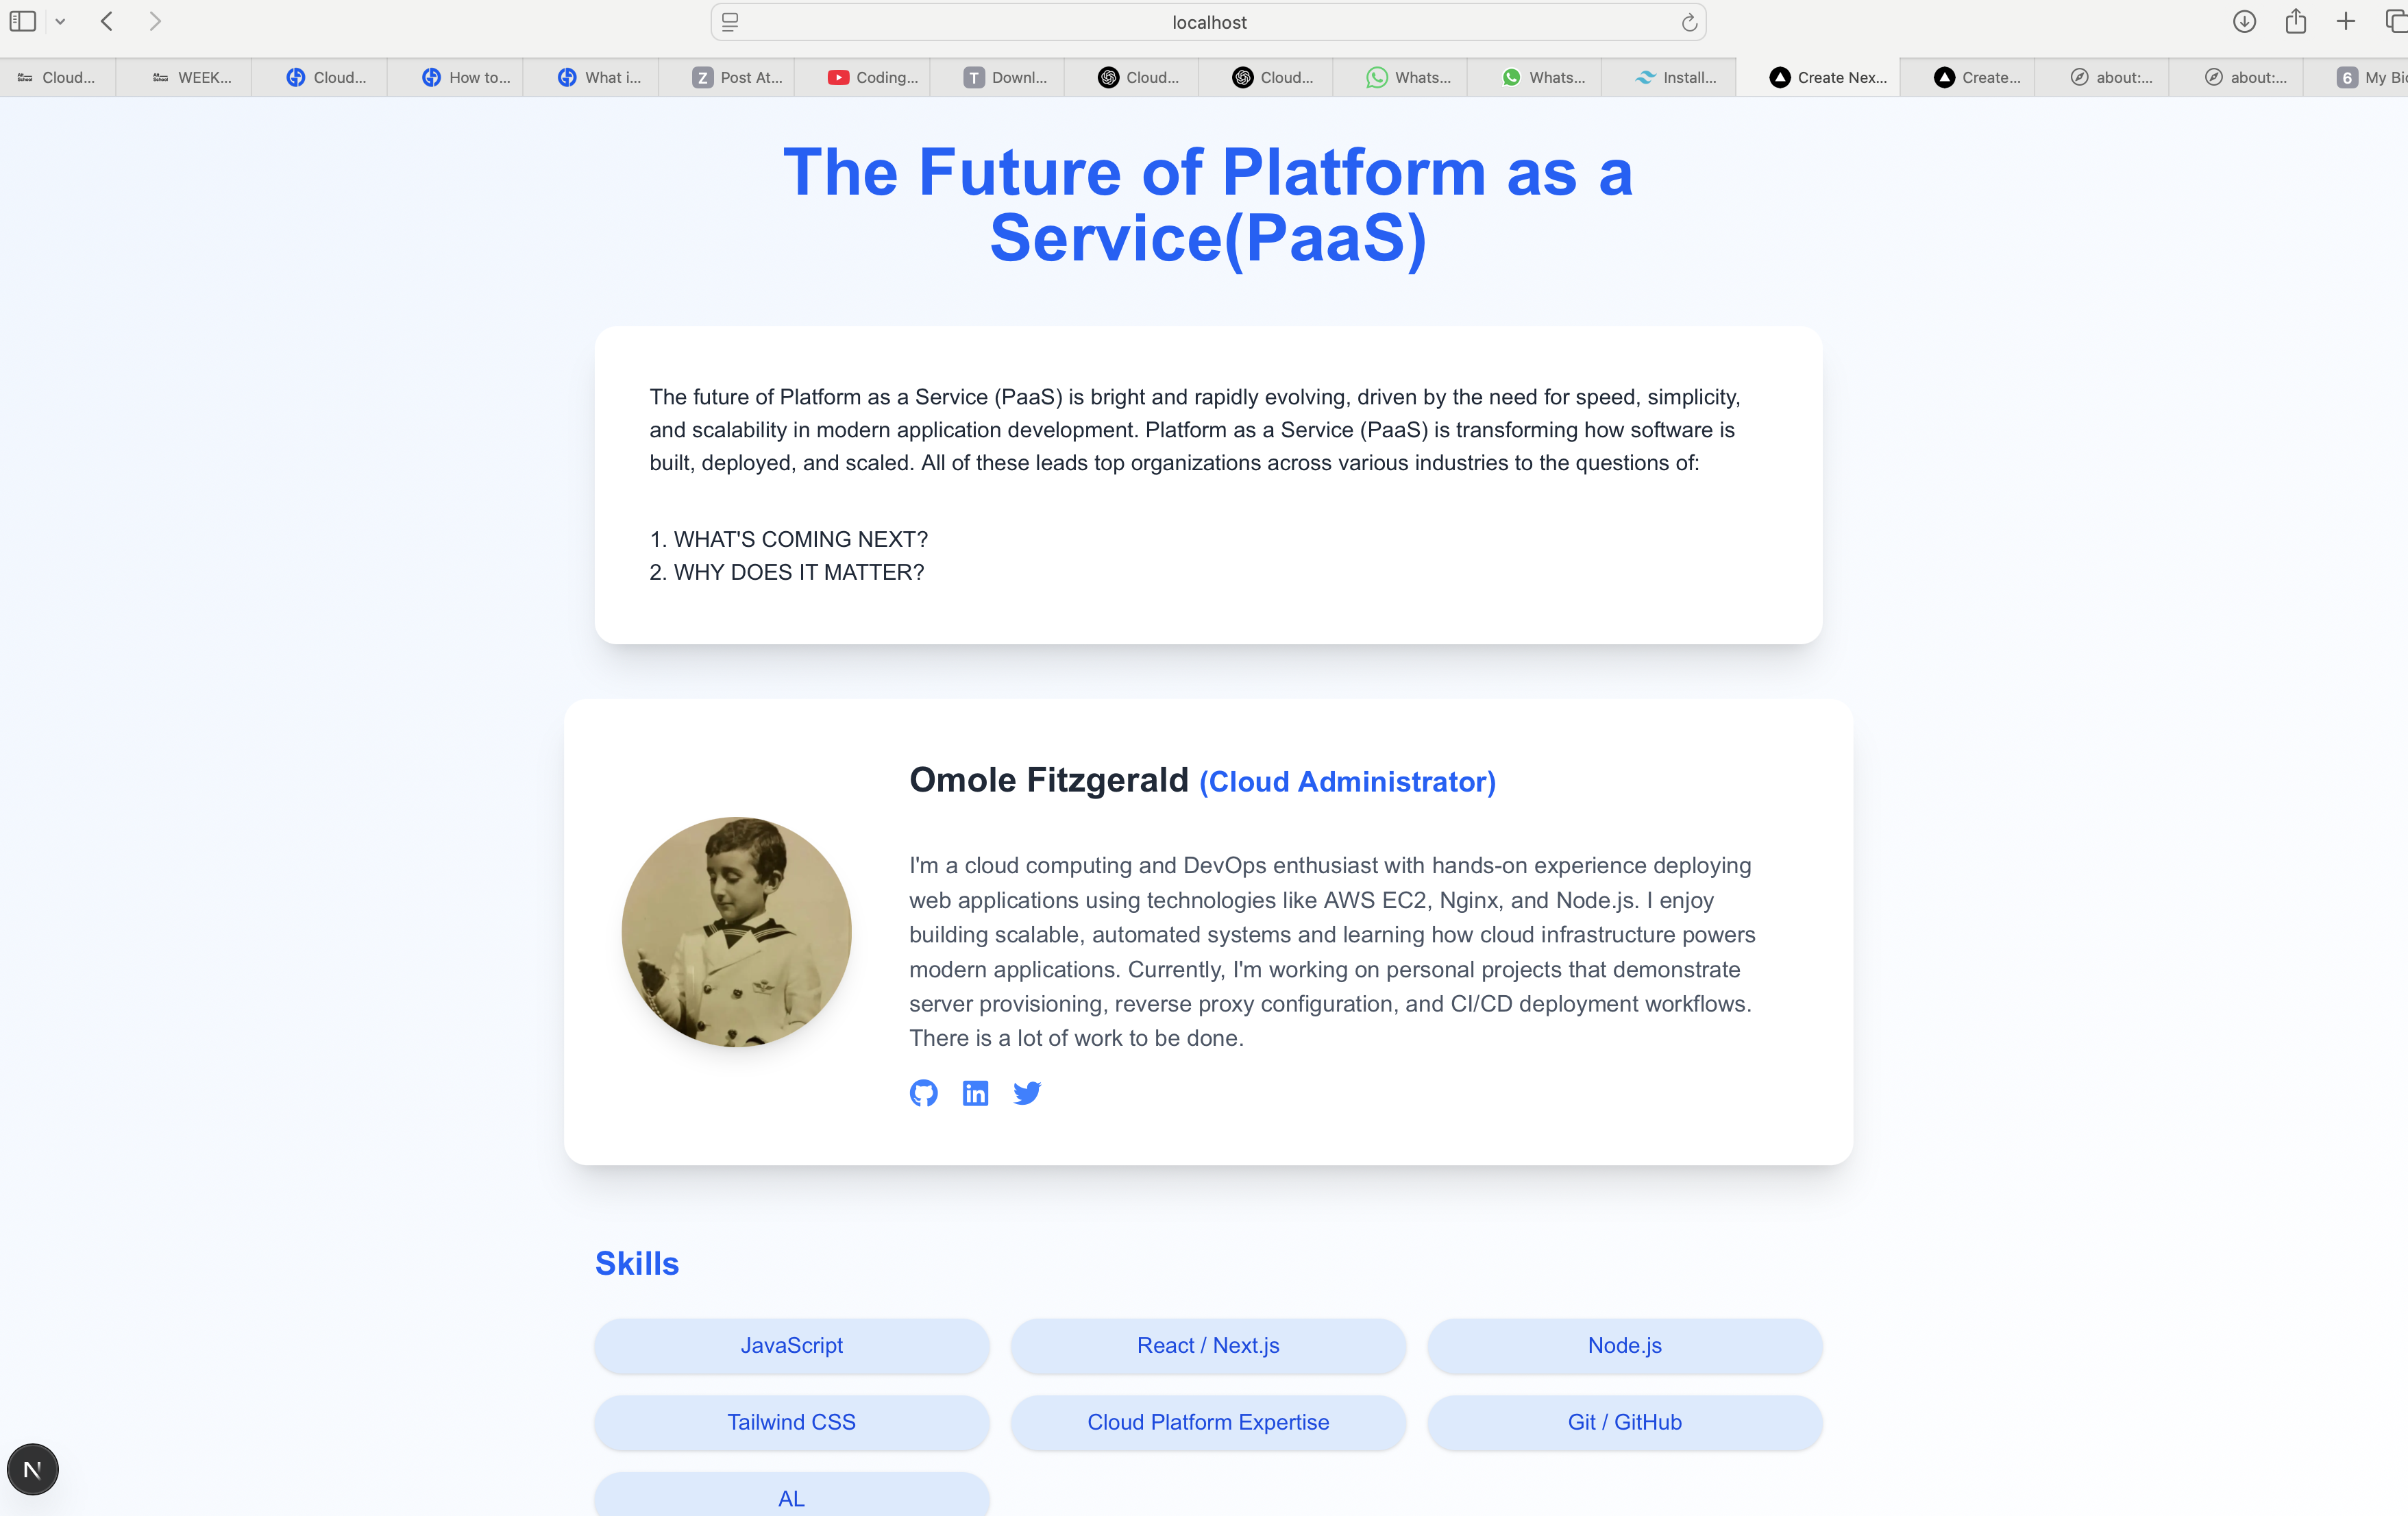 localhost
Cloud...
WEEK...
Cloud...
How to...
What i...
Z
Post At...
Coding...
T
Downl...
Cloud...
Cloud...
Whats...
Whats...
Install...
Create Nex...
Create...
about:...
about:...
6
My Bi
The Future of Platform as a
Service(PaaS)
The future of Platform as a Service (PaaS) is bright and rapidly evolving, driven by the need for speed, simplicity,
and scalability in modern application development. Platform as a Service (PaaS) is transforming how software is
built, deployed, and scaled. All of these leads top organizations across various industries to the questions of:
1. WHAT'S COMING NEXT?
2. WHY DOES IT MATTER?
Omole Fitzgerald (Cloud Administrator)
I'm a cloud computing and DevOps enthusiast with hands-on experience deploying
web applications using technologies like AWS EC2, Nginx, and Node.js. I enjoy
building scalable, automated systems and learning how cloud infrastructure powers
modern applications. Currently, I'm working on personal projects that demonstrate
server provisioning, reverse proxy configuration, and CI/CD deployment workflows.
There is a lot of work to be done.
in
Skills
JavaScript
React / Next.js
Node.js
Tailwind CSS
Cloud Platform Expertise
Git / GitHub
N
AL